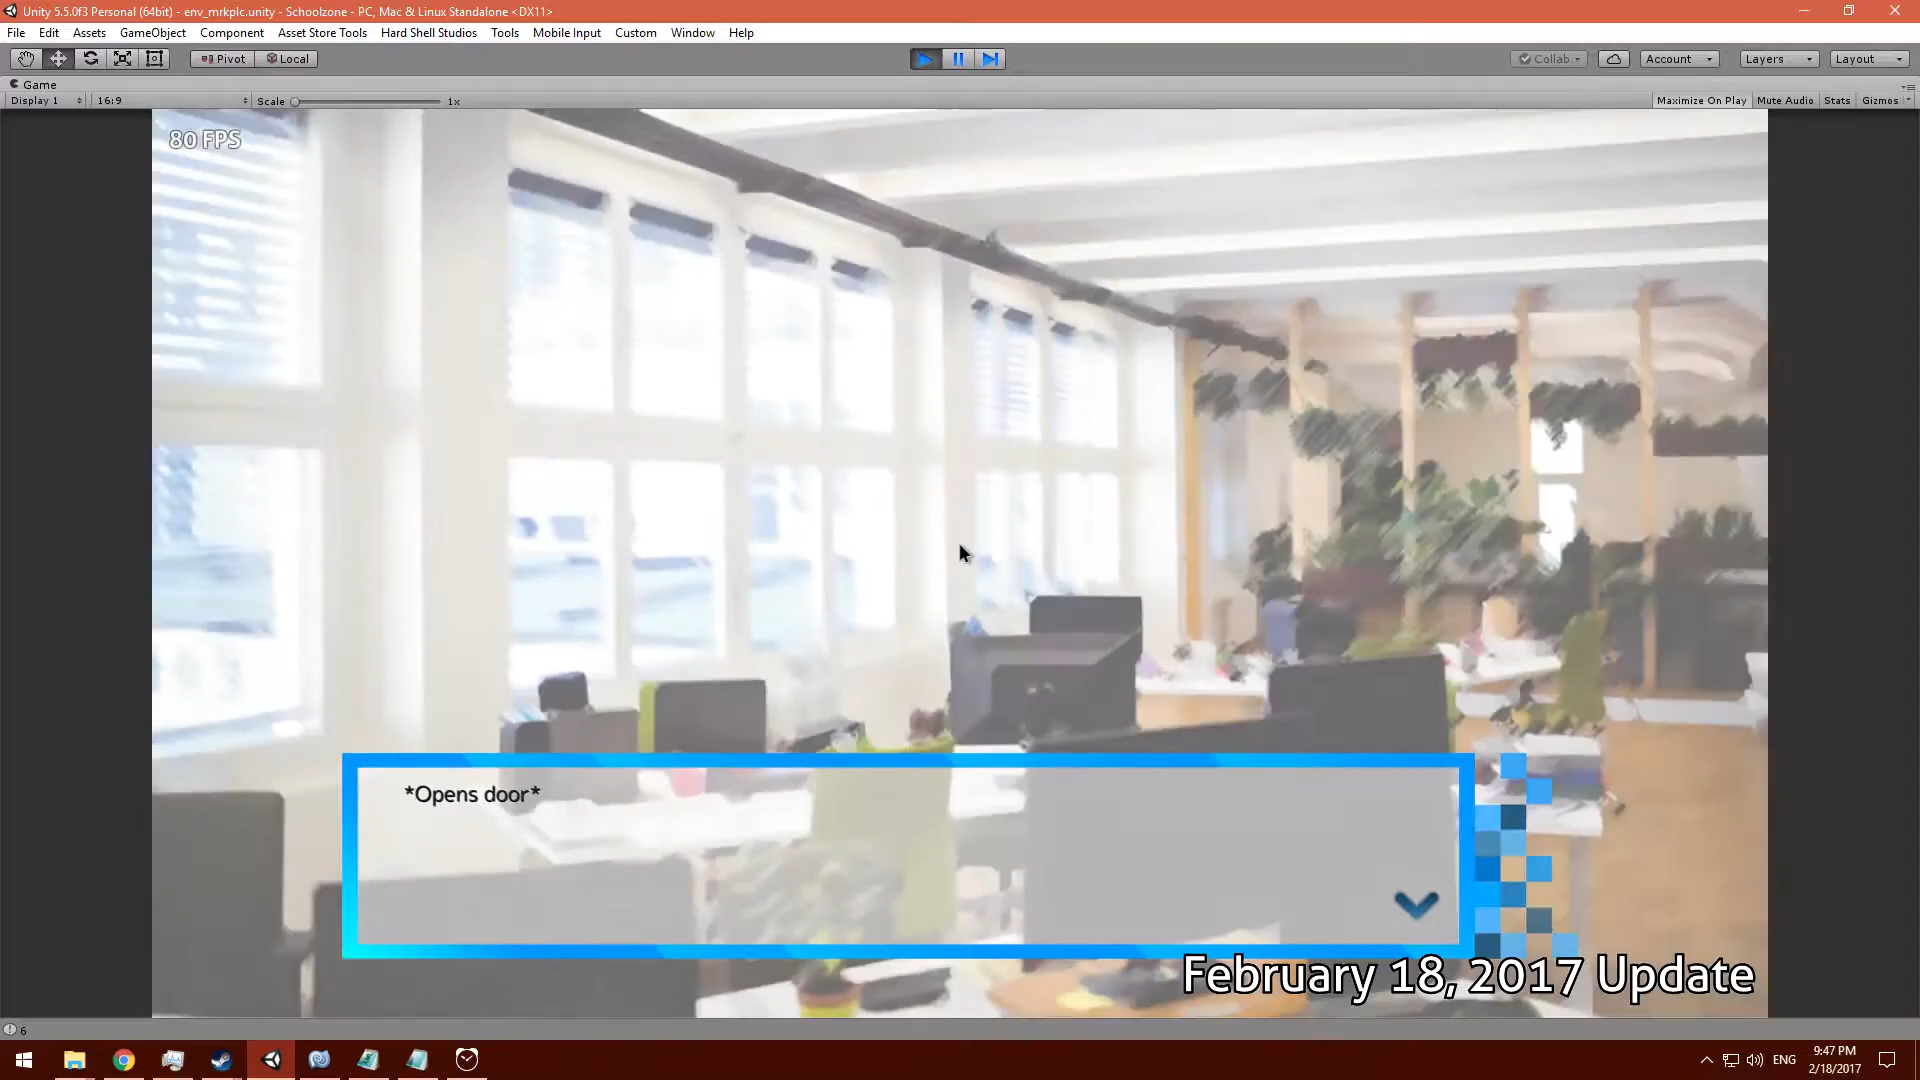 Unity 5.5.0f3 Personal (64bit) - env_mrkplc.unity - Schoolzone - PC, Mac & Linux Standalone <DX11>
File Edit Assets GameObject Component Asset Store Tools Hard Shell Studios Tools Mobile Input Custom Window Help
Pivot Local Collab Account Layers Layout
Game
Display 1 16:9 Scale 1x Maximize On Play Mute Audio Stats Gizmos
80 FPS
*Opens door*
February 18, 2017 Update
6
9:47 PM
ENG
2/18/2017